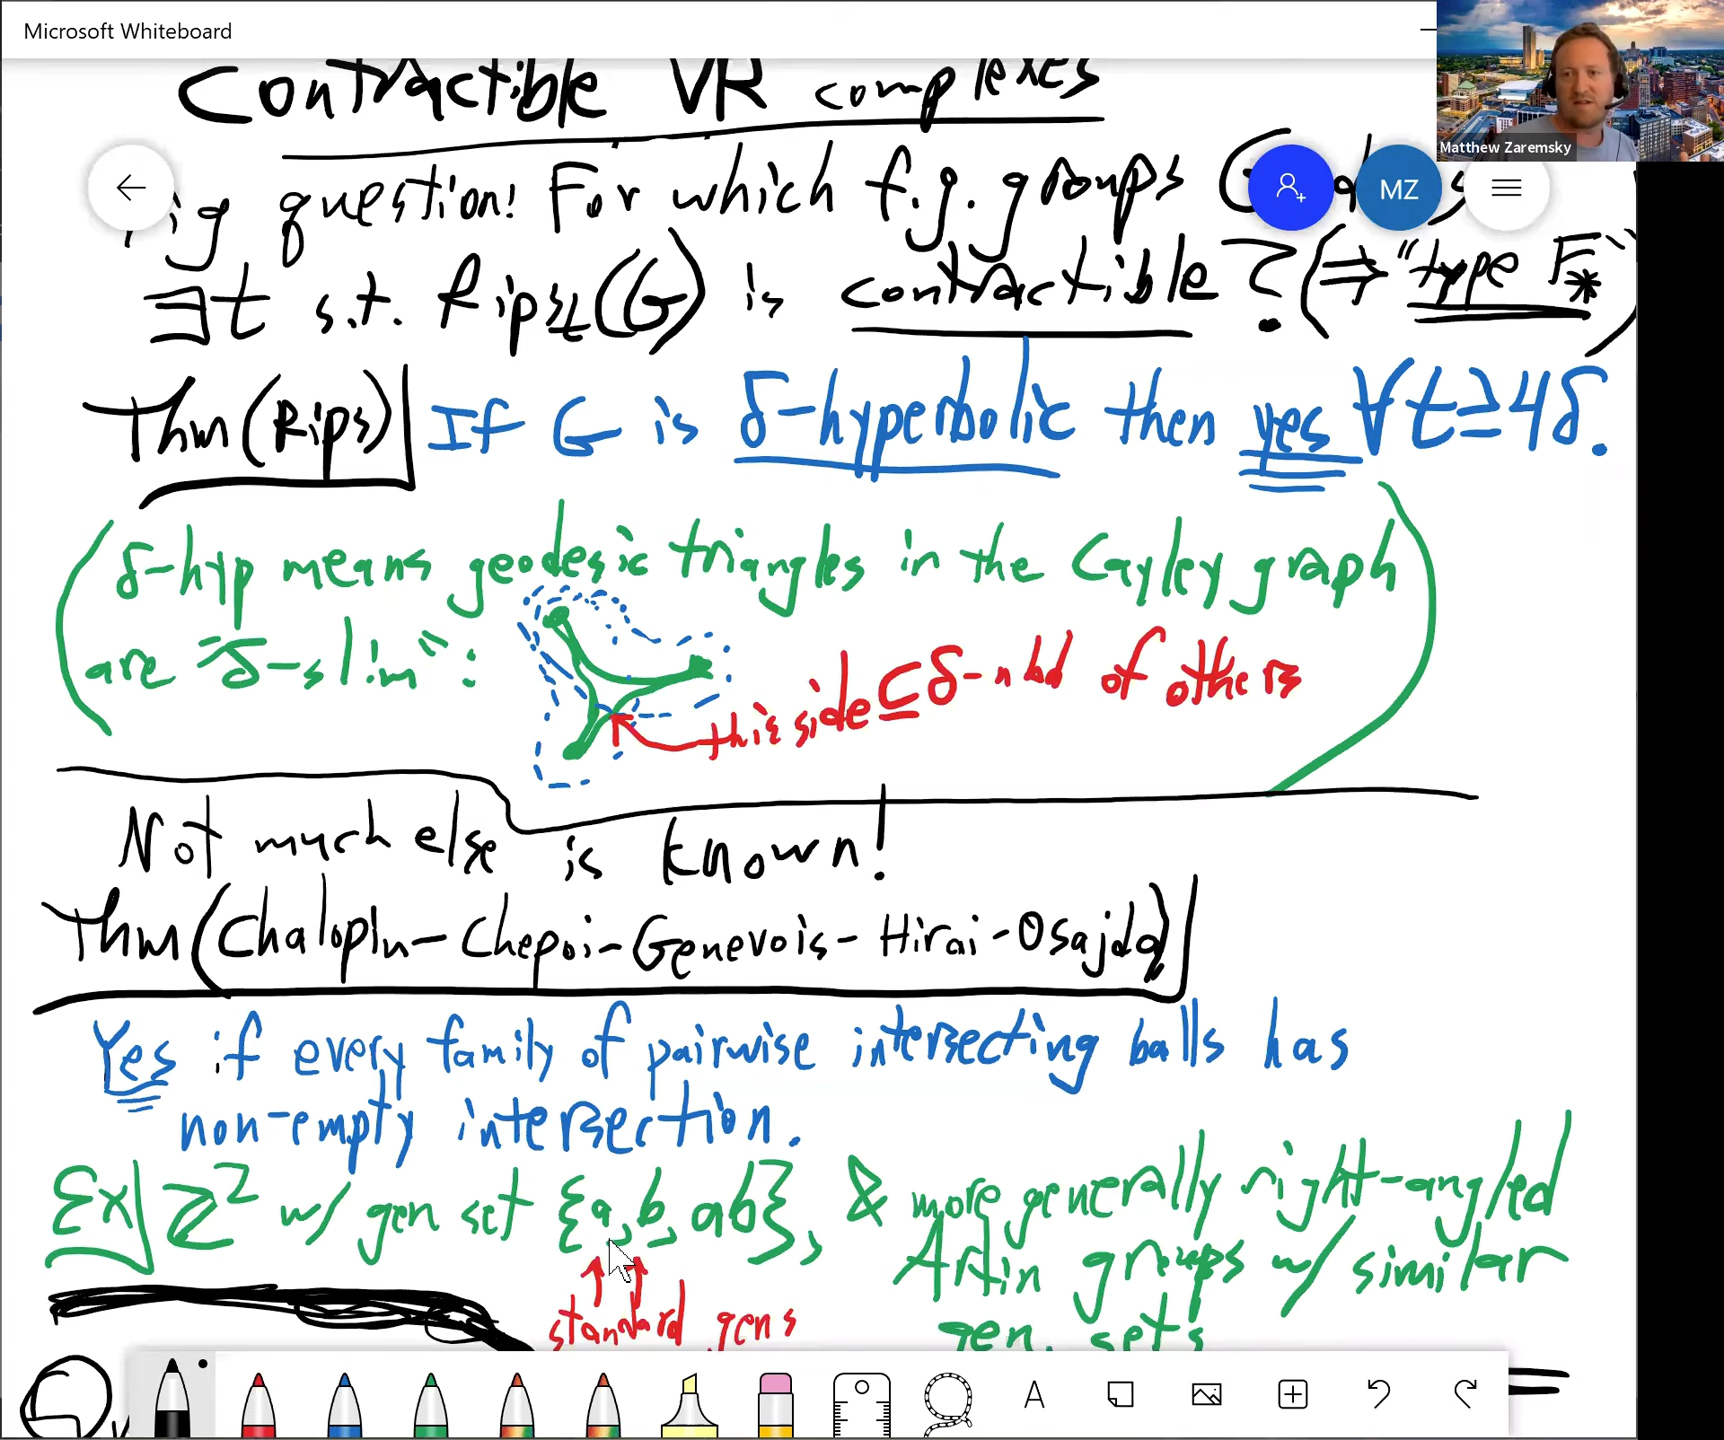 Microsoft Whiteboard
Contractible VR complexes
Matthew Zaremsky
MZ
question! For which f.g. groups
∃t s.t. Rips≤t(G) is contractible? (⇒ "type F*")
Thm (Rips) If G is δ-hyperbolic then yes ∀t≥4δ.
(δ-hyp means geodesic triangles in the Cayley graph
are "δ-slim":
this side ⊆ δ-nbd of others)
Not much else is known!
Thm (Chalopin-Chepoi-Genevois-Hirai-Osajda)
Yes if every family of pairwise intersecting balls has
non-empty intersection.
Ex) ℤ² w/ gen set {a, b, ab}, & more generally right-angled
Artin groups w/ similar
gen. sets
standard gens